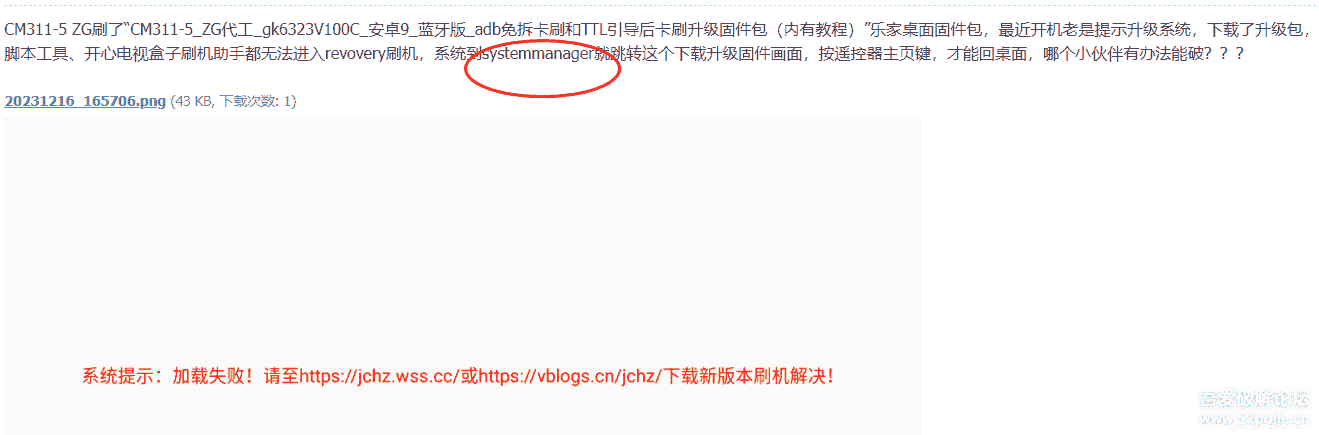 CM311-5 ZG刷了“CM311-5_ZG代工_gk6323V100C_安卓9_蓝牙版_adb免拆卡刷和TTL引导后卡刷升级固件包（内有教程）”乐家桌面固件包，最近开机老是提示升级系统，下载了升级包，
脚本工具、开心电视盒子刷机助手都无法进入revovery刷机，系统到systemmanager就跳转这个下载升级固件画面，按遥控器主页键，才能回桌面，哪个小伙伴有办法能破？？？
20231216_165706.png (43 KB, 下载次数: 1)
系统提示：加载失败！请至https://jchz.wss.cc/或https://vblogs.cn/jchz/下载新版本刷机解决！
吾爱破解论坛
www.52pojie.cn